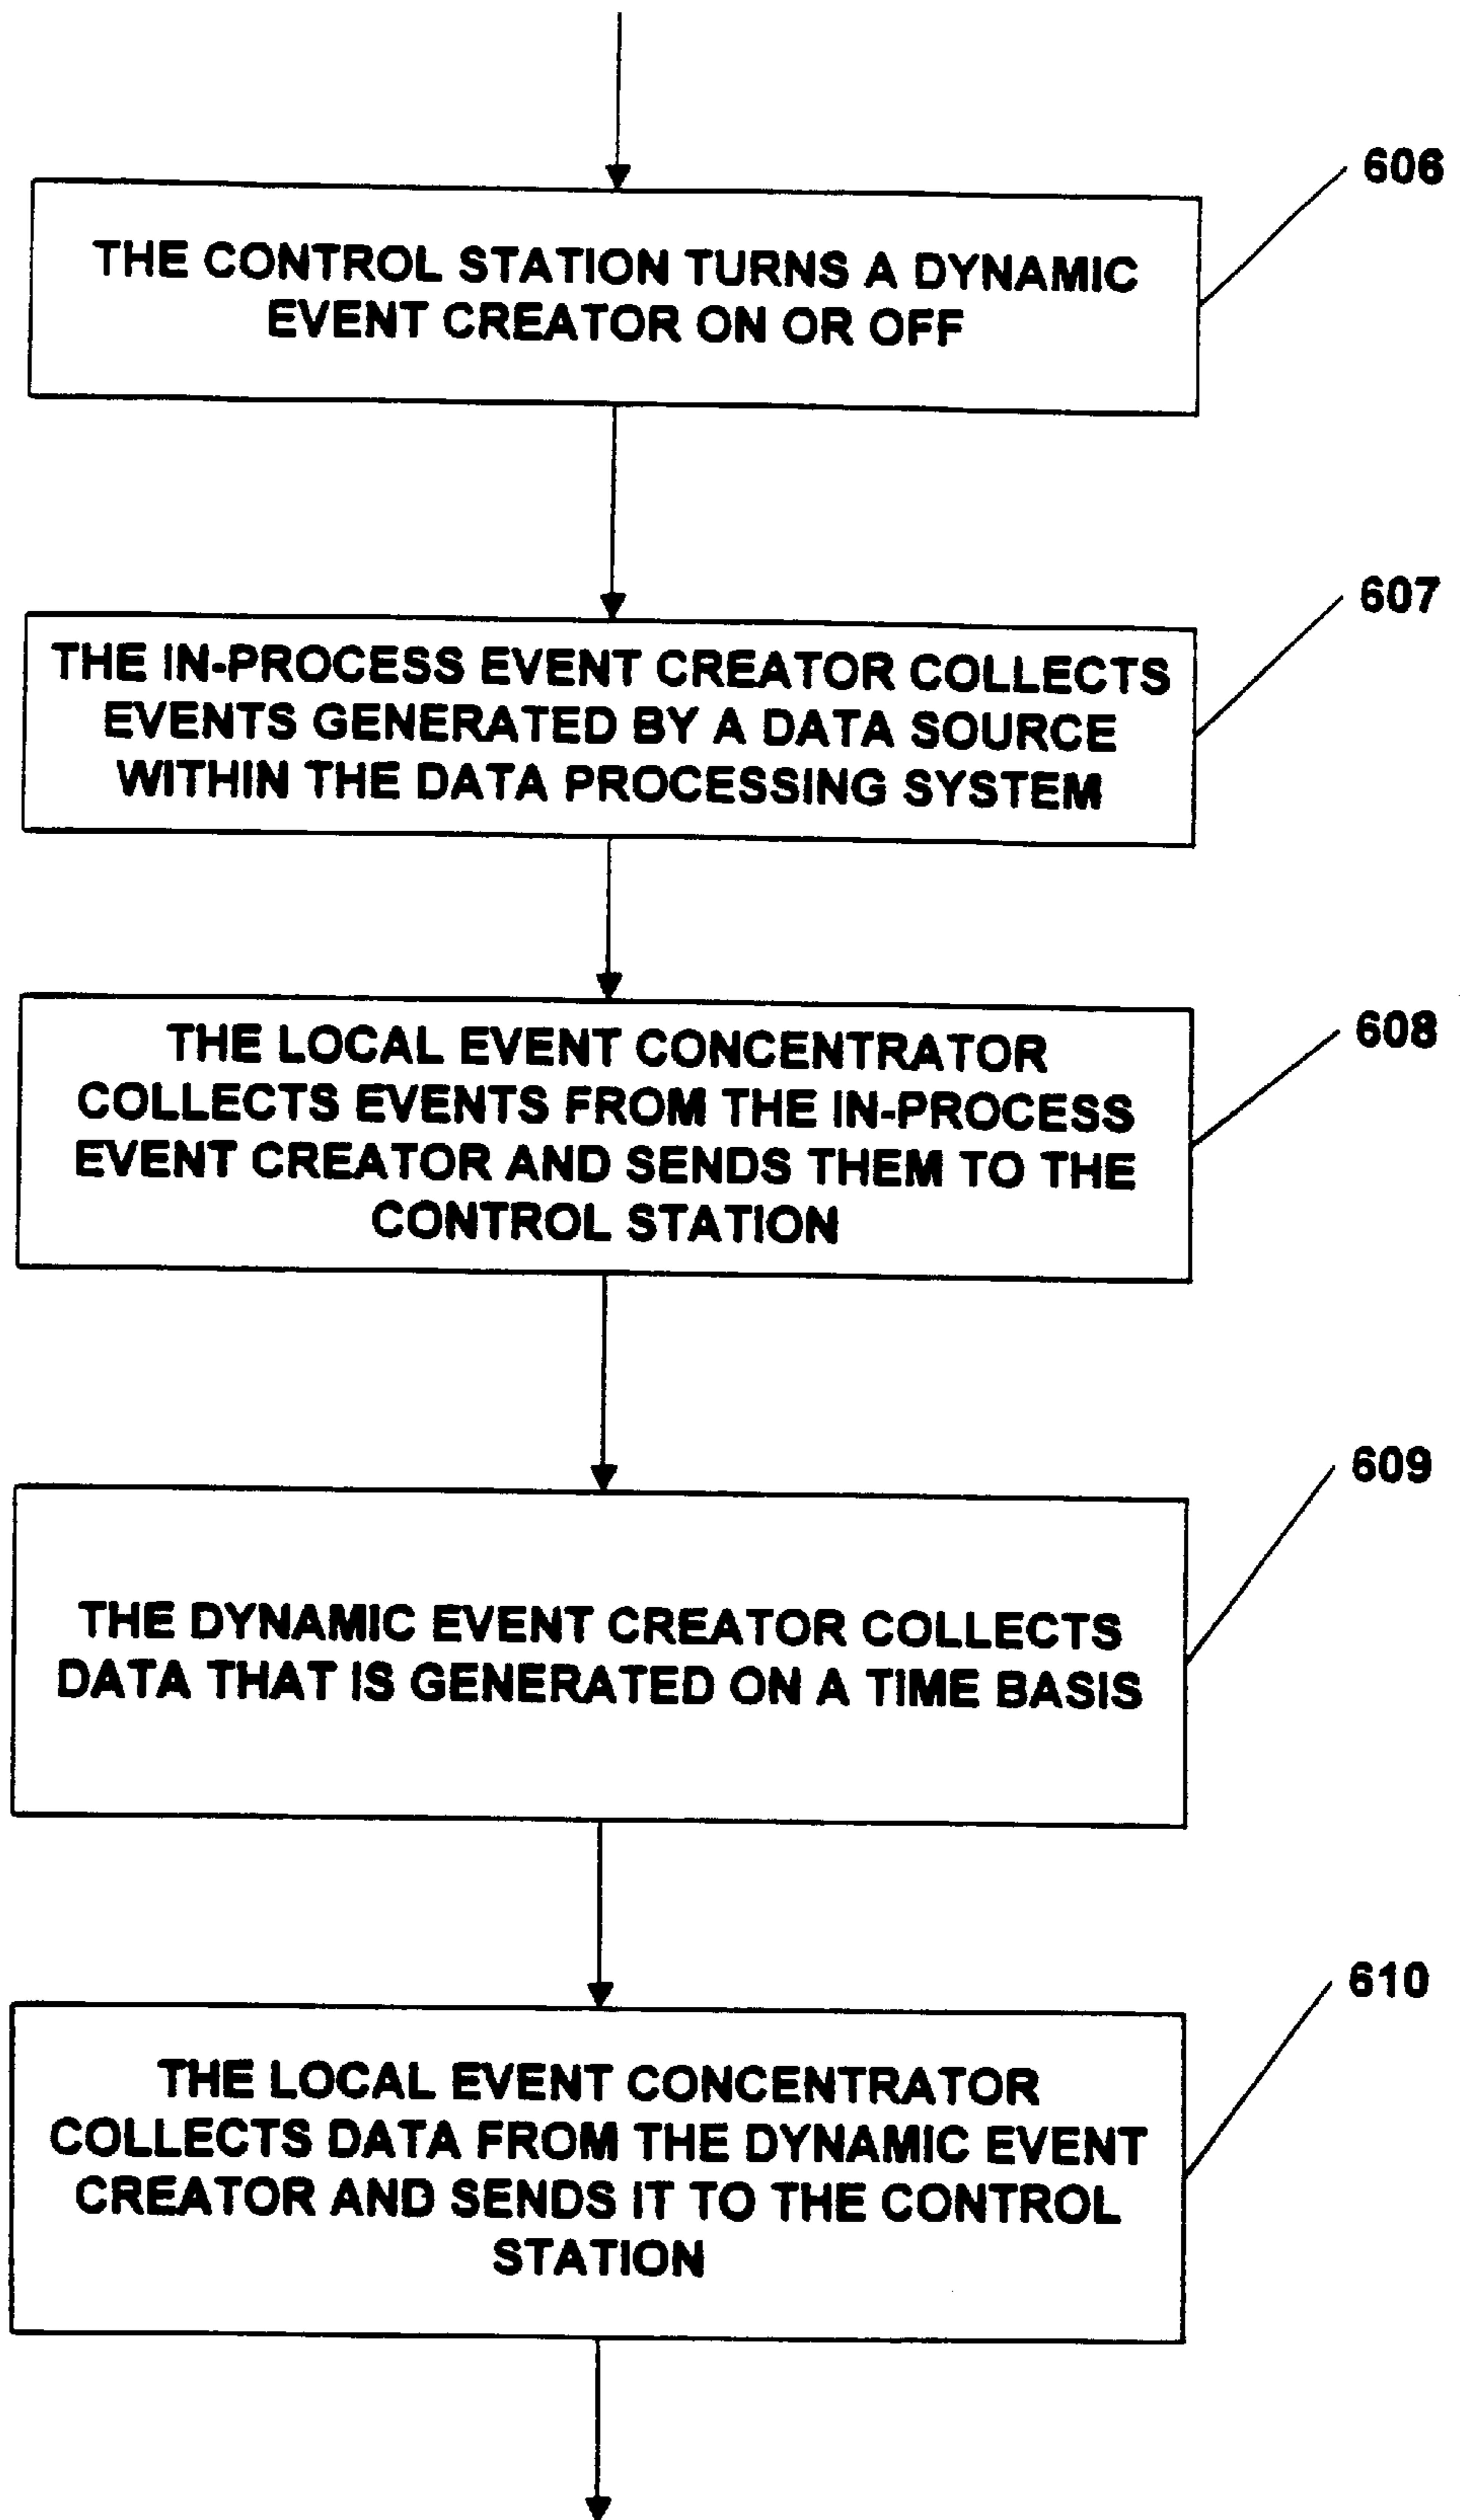 606
THE CONTROL STATION TURNS A DYNAMIC
EVENT CREATOR ON OR OFF
607
THE IN-PROCESS EVENT CREATOR COLLECTS
EVENTS GENERATED BY A DATA SOURCE
WITHIN THE DATA PROCESSING SYSTEM
608
THE LOCAL EVENT CONCENTRATOR
COLLECTS EVENTS FROM THE IN-PROCESS
EVENT CREATOR AND SENDS THEM TO THE
CONTROL STATION
609
THE DYNAMIC EVENT CREATOR COLLECTS
DATA THAT IS GENERATED ON A TIME BASIS
610
THE LOCAL EVENT CONCENTRATOR
COLLECTS DATA FROM THE DYNAMIC EVENT
CREATOR AND SENDS IT TO THE CONTROL
STATION